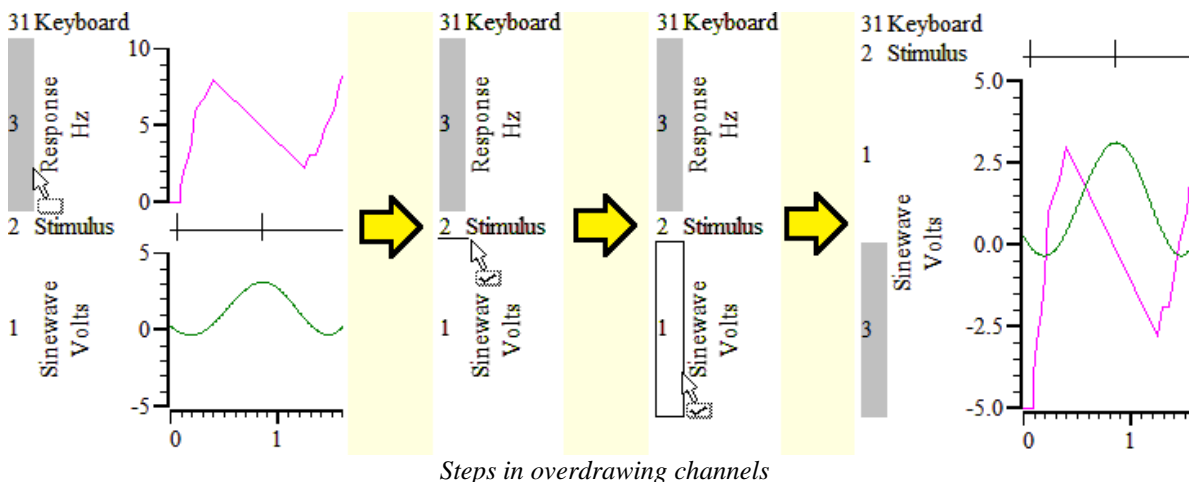 31 Keyboard
3
Response
Hz
10
5
0
2 Stimulus
1
Sinewave
Volts
5
0
-5
0 1
31 Keyboard
3
Response
Hz
2 Stimulus
1
Sinewav
Volts
31 Keyboard
3
Response
Hz
2 Stimulus
1
Sinewave
Volts
31 Keyboard
2 Stimulus
1
3
Sinewave
Volts
5.0
2.5
0.0
-2.5
-5.0
0 1
Steps in overdrawing channels